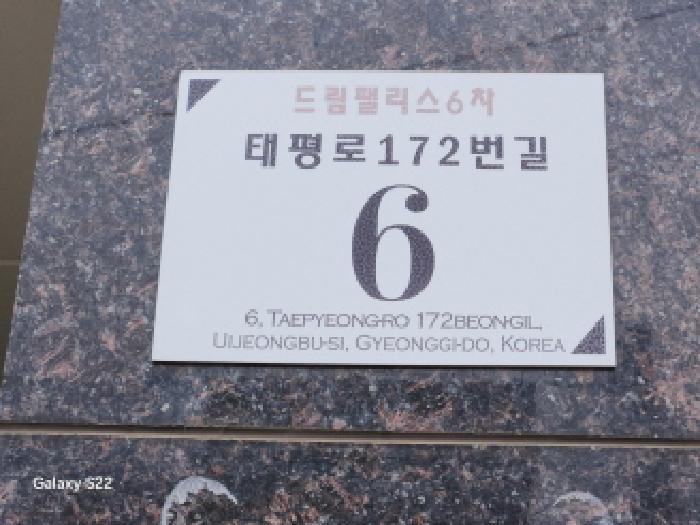 드림팰리스6차
태평로172번길
6
6, TAEPYEONG-RO 172BEON-GIL,
UIJEONGBU-SI, GYEONGGI-DO, KOREA
Galaxy S22